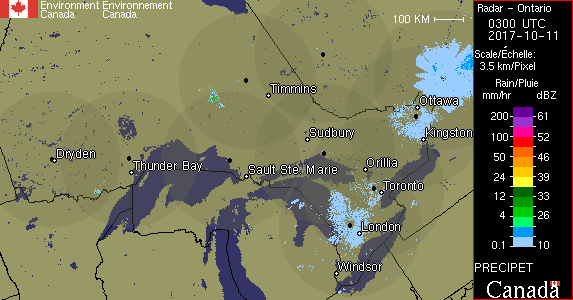 Environment Environnement
Canada Canada
100 KM
Timmins
Ottawa
Sudbury
Kingston
Dryden
Thunder Bay
Sault Ste. Marie
Orillia
Toronto
London
Windsor
Radar - Ontario
0300 UTC
2017-10-11
Scale/Échelle:
3.5 km/Pixel
Rain/Pluie
mm/hr dBZ
200 61
100 52
50 46
24 39
12 33
4 26
0.1 10
PRECIPET
Canada